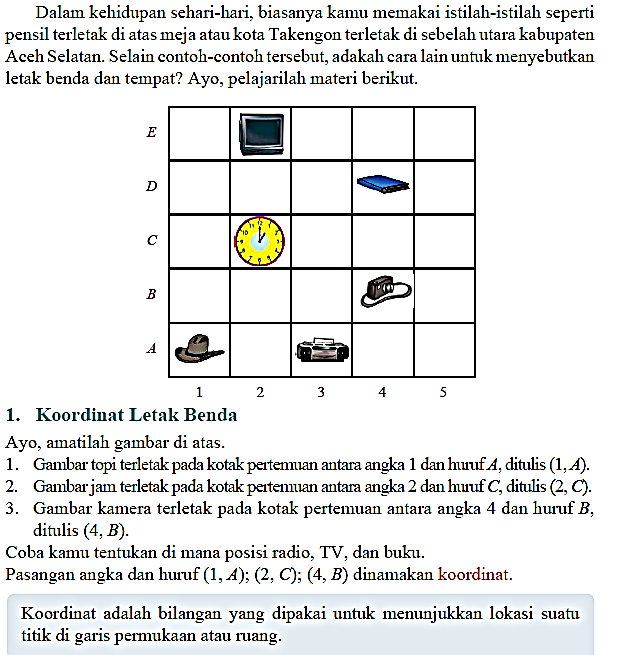 Dalam kehidupan sehari-hari, biasanya kamu memakai istilah-istilah seperti
pensil terletak di atas meja atau kota Takengon terletak di sebelah utara kabupaten
Aceh Selatan. Selain contoh-contoh tersebut, adakah cara lain untuk menyebutkan
letak benda dan tempat? Ayo, pelajarilah materi berikut.
E
D
C
B
A
1 2 3 4 5
1. Koordinat Letak Benda
Ayo, amatilah gambar di atas.
1. Gambar topi terletak pada kotak pertemuan antara angka 1 dan huruf A, ditulis (1, A).
2. Gambar jam terletak pada kotak pertemuan antara angka 2 dan huruf C, ditulis (2, C).
3. Gambar kamera terletak pada kotak pertemuan antara angka 4 dan huruf B,
ditulis (4, B).
Coba kamu tentukan di mana posisi radio, TV, dan buku.
Pasangan angka dan huruf (1, A); (2, C); (4, B) dinamakan koordinat.
Koordinat adalah bilangan yang dipakai untuk menunjukkan lokasi suatu
titik di garis permukaan atau ruang.